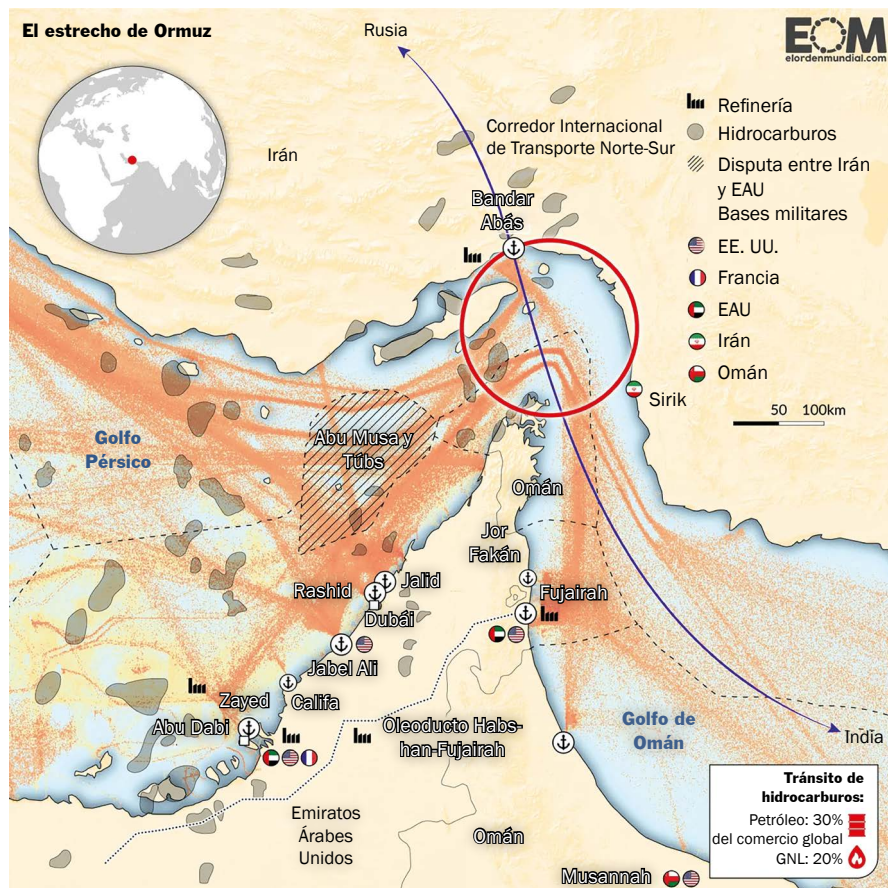 El estrecho de Ormuz
EOM
elordenmundial.com
Rusia
Corredor Internacional
de Transporte Norte-Sur
Irán
Refinería
Hidrocarburos
Disputa entre Irán
y EAU
Bases militares
EE. UU.
Francia
EAU
Irán
Omán
50 100km
Bandar
Abás
Sirik
Golfo
Pérsico
Abu Musa y
Túbs
Omán
Jor
Fakán
Rashid
Jalid
Dubái
Fujairah
Jabel Ali
Zayed
Califa
Abu Dabi
Oleoducto Habs-
han-Fujairah
Golfo de
Omán
India
Emiratos
Árabes
Unidos
Omán
Musannah
Tránsito de
hidrocarburos:
Petróleo: 30%
del comercio global
GNL: 20%